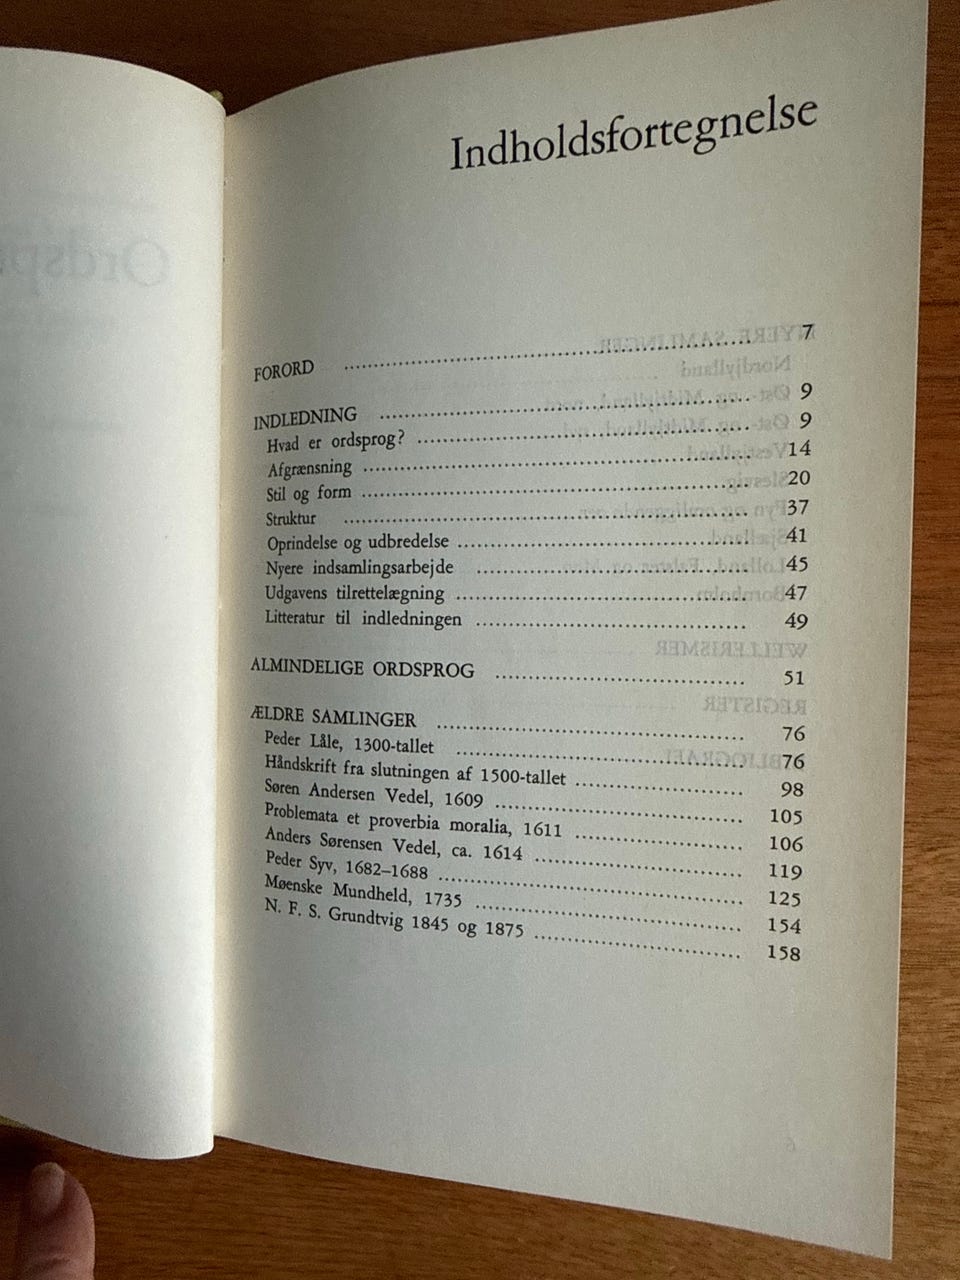 Indholdsfortegnelse
FORORD ........ 7
INDLEDNING ........ 9
Hvad er ordsprog? ........ 9
Afgrænsning ........ 14
Stil og form ........ 20
Struktur ........ 37
Oprindelse og udbredelse ........ 41
Nyere indsamlingsarbejde ........ 45
Udgavens tilrettelægning ........ 47
Litteratur til indledningen ........ 49
ALMINDELIGE ORDSPROG ........ 51
ÆLDRE SAMLINGER ........ 76
Peder Låle, 1300-tallet ........ 76
Håndskrift fra slutningen af 1500-tallet ........ 98
Søren Andersen Vedel, 1609 ........ 105
Problemata et proverbia moralia, 1611 ........ 106
Anders Sørensen Vedel, ca. 1614 ........ 119
Peder Syv, 1682–1688 ........ 125
Møenske Mundheld, 1735 ........ 154
N. F. S. Grundtvig 1845 og 1875 ........ 158